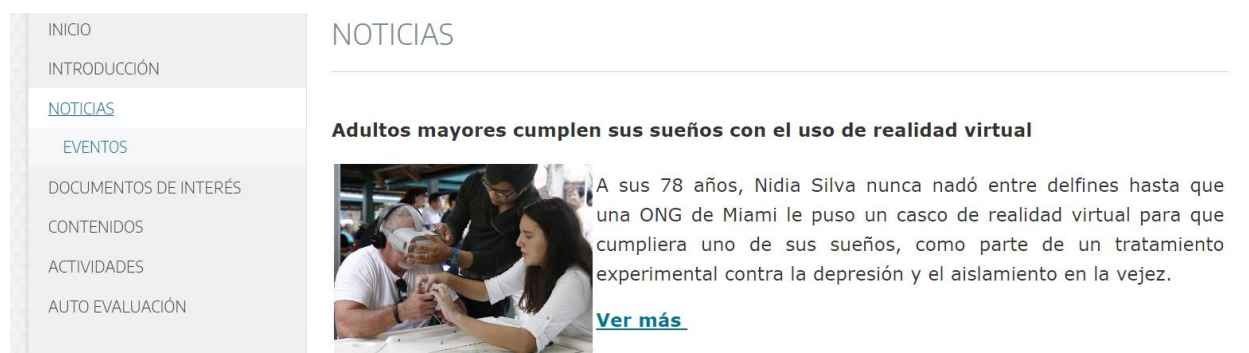 INICIO
INTRODUCCIÓN
NOTICIAS
EVENTOS
DOCUMENTOS DE INTERÉS
CONTENIDOS
ACTIVIDADES
AUTO EVALUACIÓN
NOTICIAS
Adultos mayores cumplen sus sueños con el uso de realidad virtual
A sus 78 años, Nidia Silva nunca nadó entre delfines hasta que
una ONG de Miami le puso un casco de realidad virtual para que
cumpliera uno de sus sueños, como parte de un tratamiento
experimental contra la depresión y el aislamiento en la vejez.
Ver más